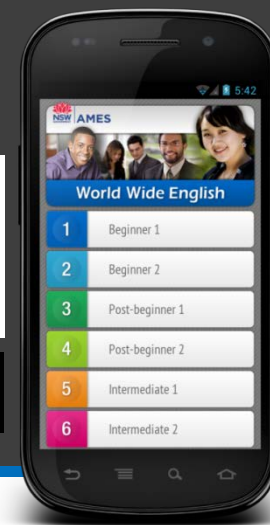 5:42
NSW AMES
World Wide English
1 Beginner 1
2 Beginner 2
3 Post-beginner 1
4 Post-beginner 2
5 Intermediate 1
6 Intermediate 2